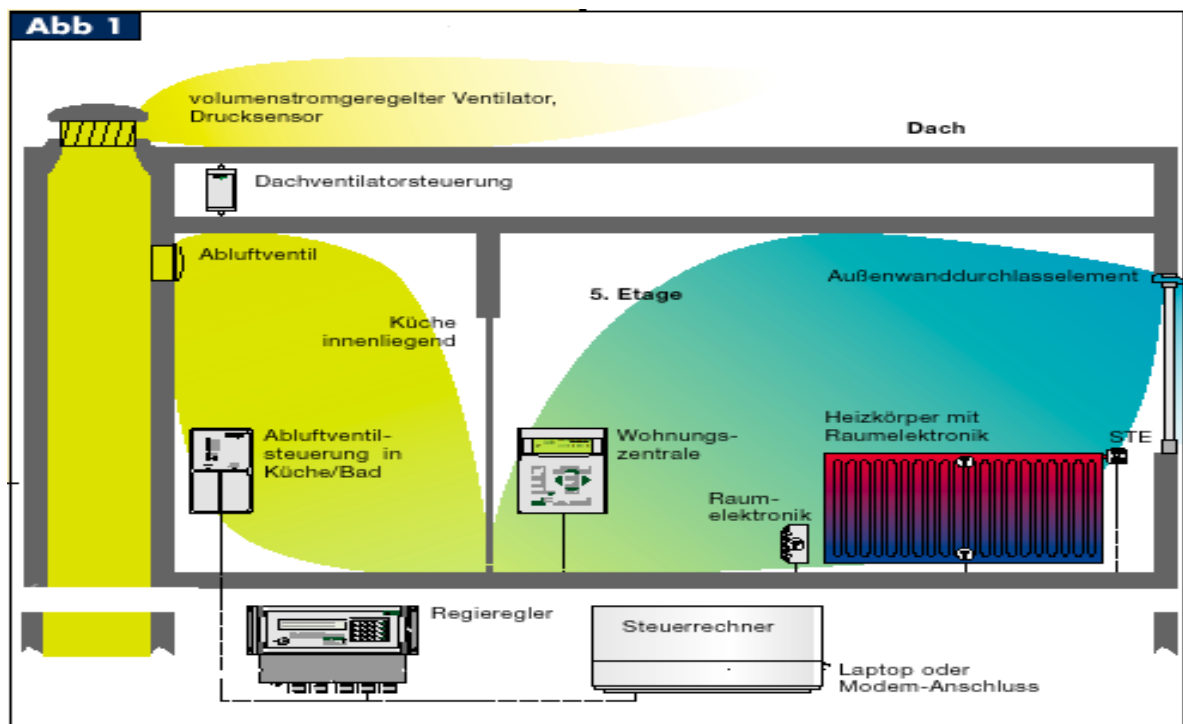 Abb 1
volumenstromgeregelter Ventilator,
Drucksensor
Dach
Dachventilatorsteuerung
Abluftventil
Außenwanddurchlasselement
5. Etage
Küche
innenliegend
Abluftventil-
steuerung in
Küche/Bad
Wohnungs-
zentrale
Heizkörper mit
Raumelektronik
STE
Raum-
elektronik
Regieregler
Steuerrechner
Laptop oder
Modem-Anschluss